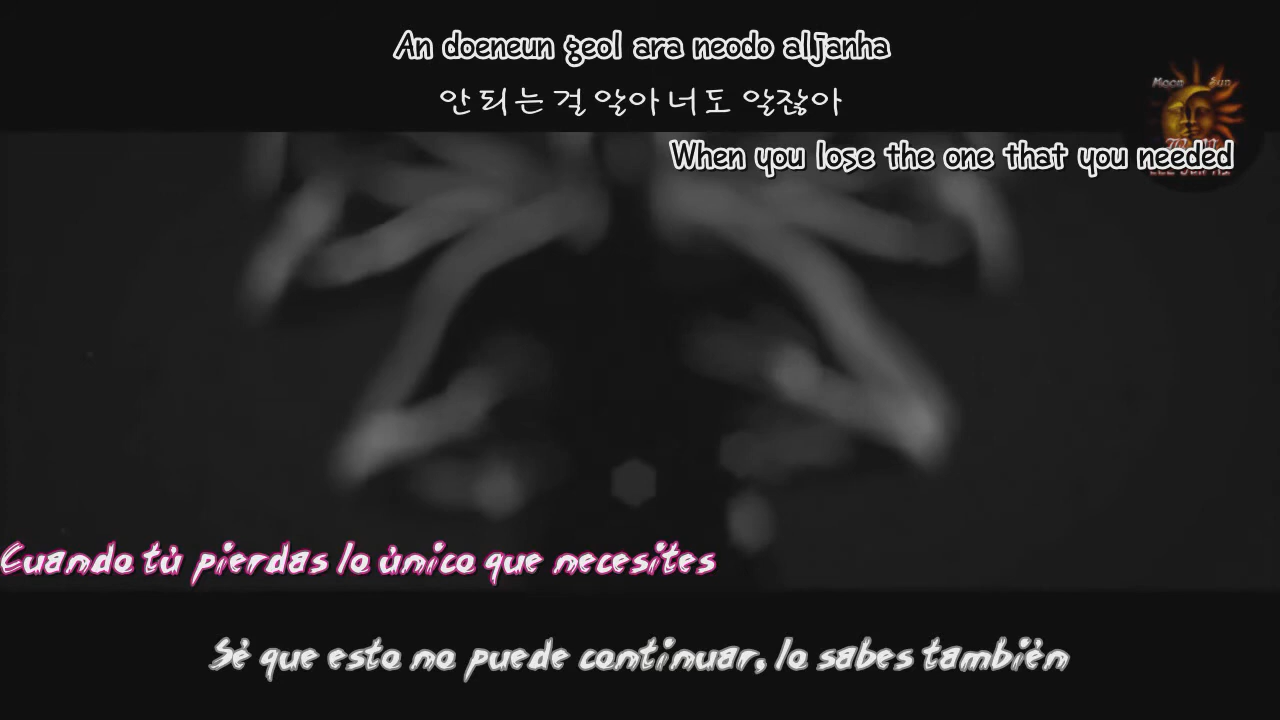 An doeneun geol ara neodo aljanha
안 되는 걸 알아 너도 알잖아
Moon Sun
When you lose the one that you needed
Cuando tú pierdas lo único que necesites
Sé que esto no puede continuar, lo sabes también